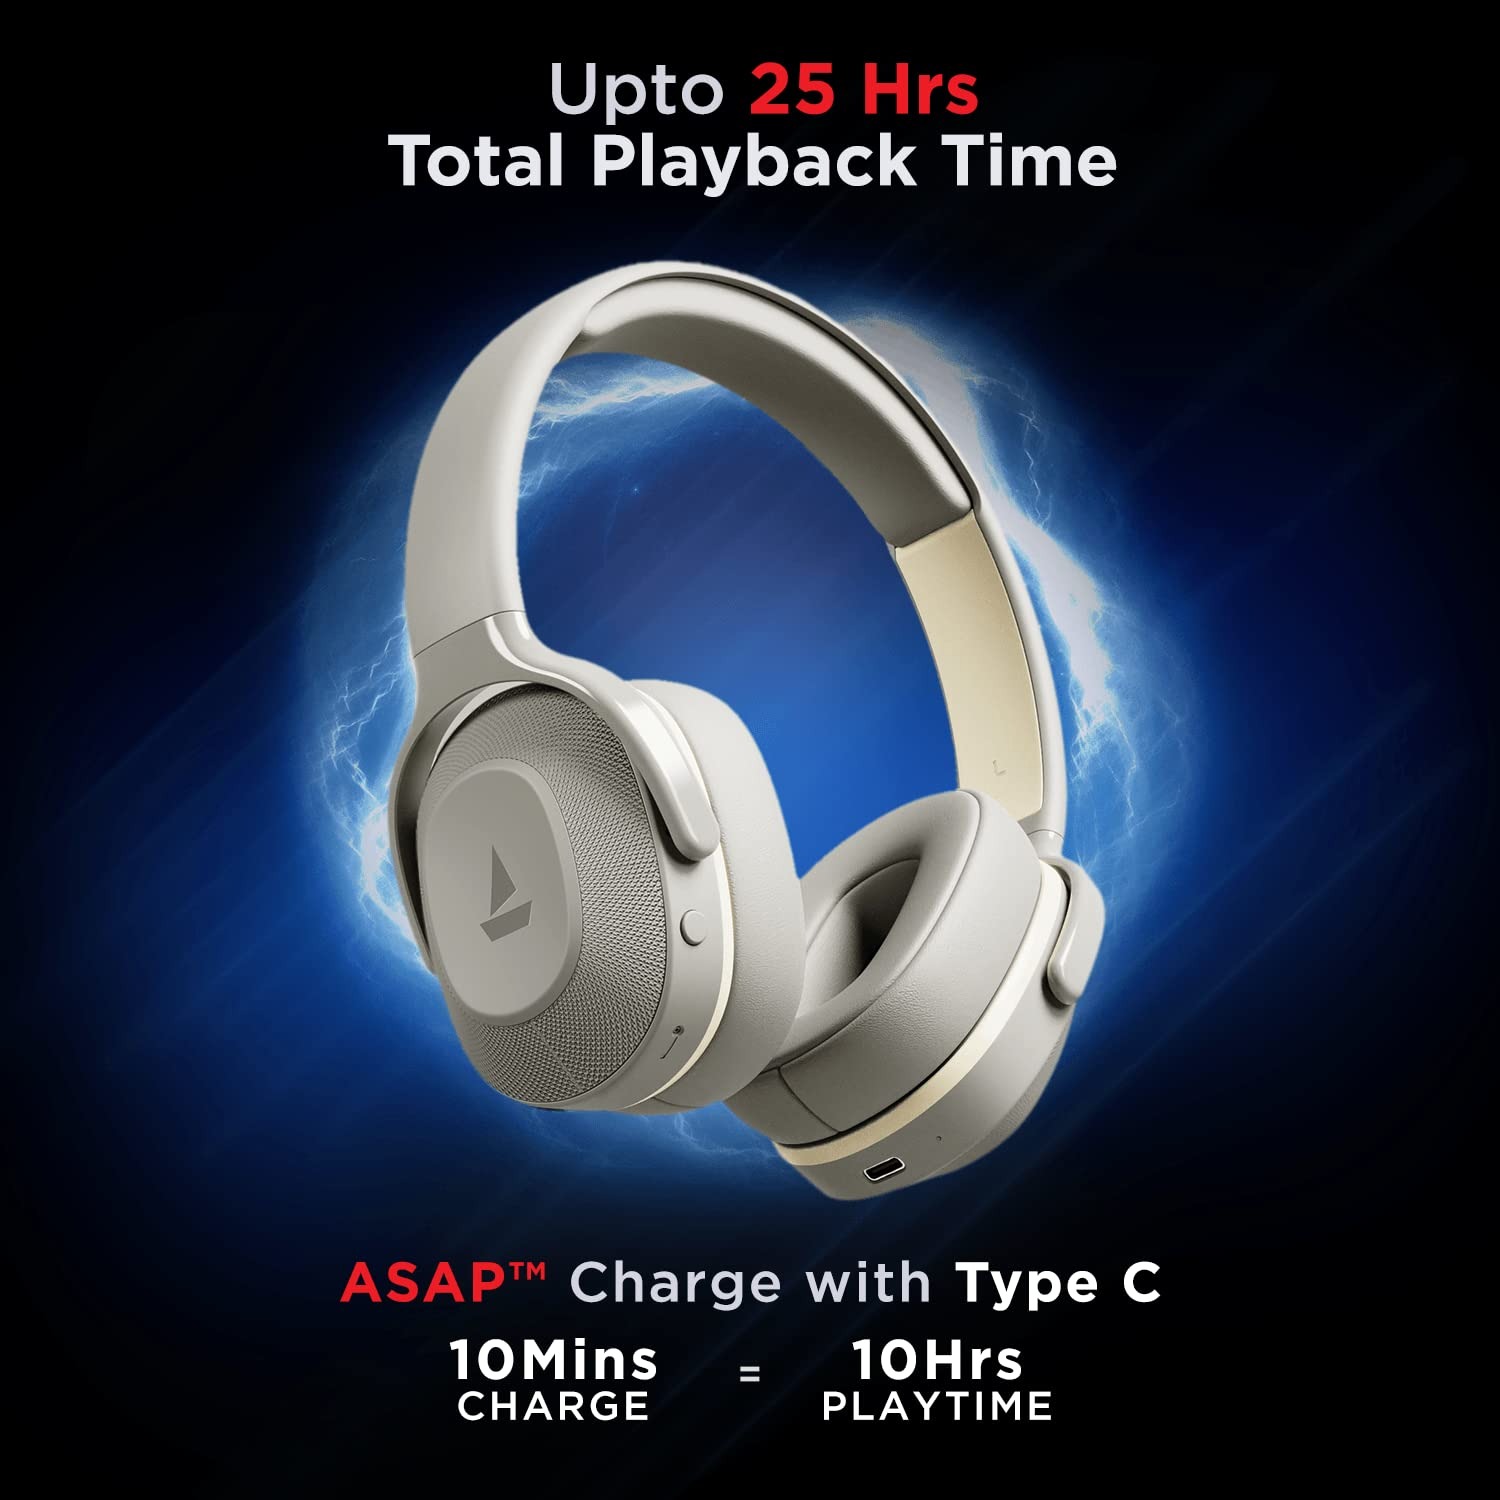 Upto 25 Hrs
Total Playback Time
L
ASAP™ Charge with Type C
10Mins = 10Hrs
CHARGE PLAYTIME